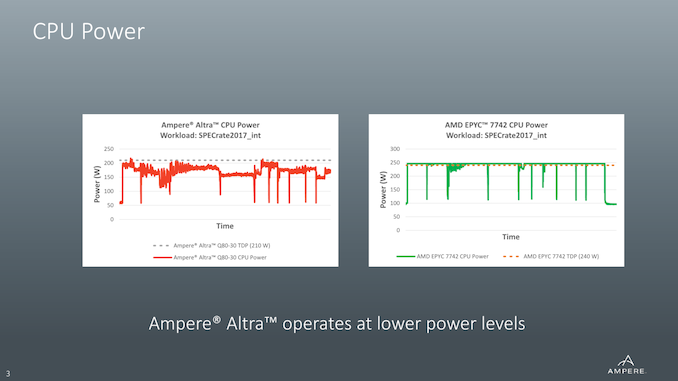 CPU Power
Ampere® Altra™ CPU Power
Workload: SPECrate2017_int
250
200
150
100
50
0
Power (W)
Time
Ampere® Altra™ Q80-30 TDP (210 W)
Ampere® Altra™ Q80-30 CPU Power
AMD EPYC™ 7742 CPU Power
Workload: SPECrate2017_int
300
250
200
150
100
50
0
Power (W)
Time
AMD EPYC 7742 CPU Power
AMD EPYC 7742 TDP (240 W)
Ampere® Altra™ operates at lower power levels
3
AMPERE™